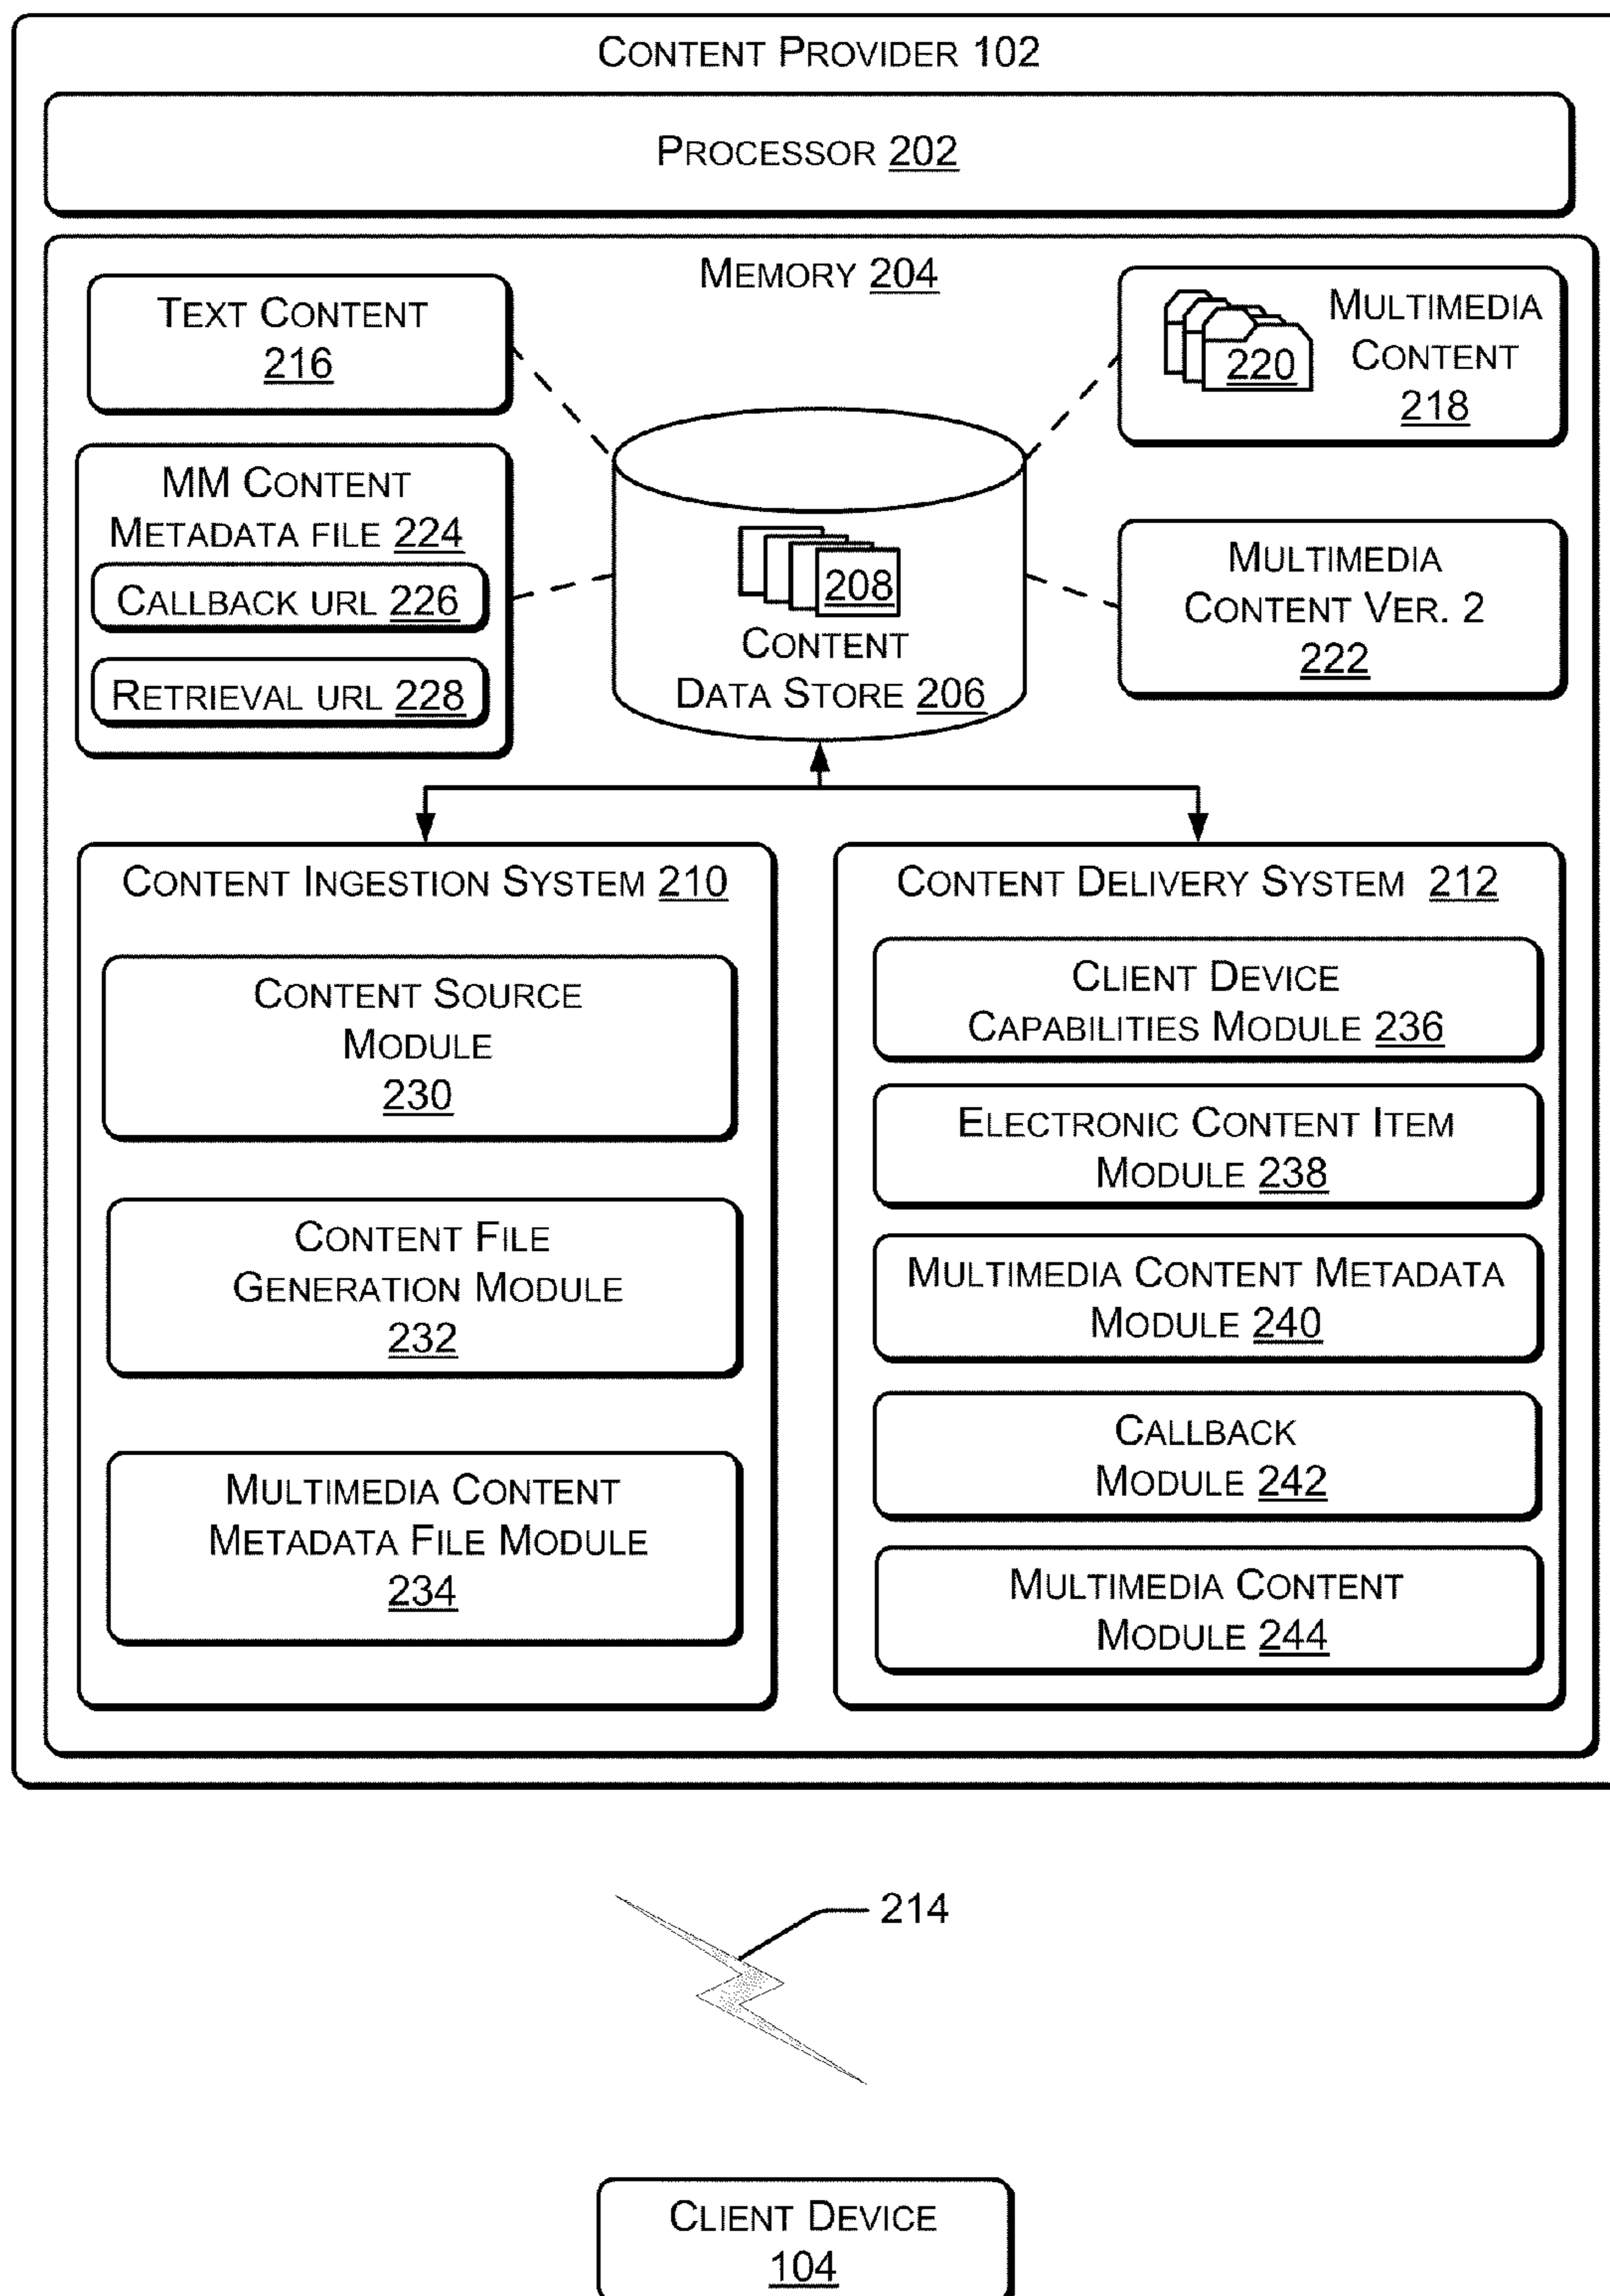 CONTENT PROVIDER 102
PROCESSOR 202
MEMORY 204
TEXT CONTENT
216
MM CONTENT
METADATA FILE 224
CALLBACK URL 226
RETRIEVAL URL 228
208
CONTENT
DATA STORE 206
220
MULTIMEDIA
CONTENT
218
MULTIMEDIA
CONTENT VER. 2
222
CONTENT INGESTION SYSTEM 210
CONTENT SOURCE
MODULE
230
CONTENT FILE
GENERATION MODULE
232
MULTIMEDIA CONTENT
METADATA FILE MODULE
234
CONTENT DELIVERY SYSTEM 212
CLIENT DEVICE
CAPABILITIES MODULE 236
ELECTRONIC CONTENT ITEM
MODULE 238
MULTIMEDIA CONTENT METADATA
MODULE 240
CALLBACK
MODULE 242
MULTIMEDIA CONTENT
MODULE 244
214
CLIENT DEVICE
104